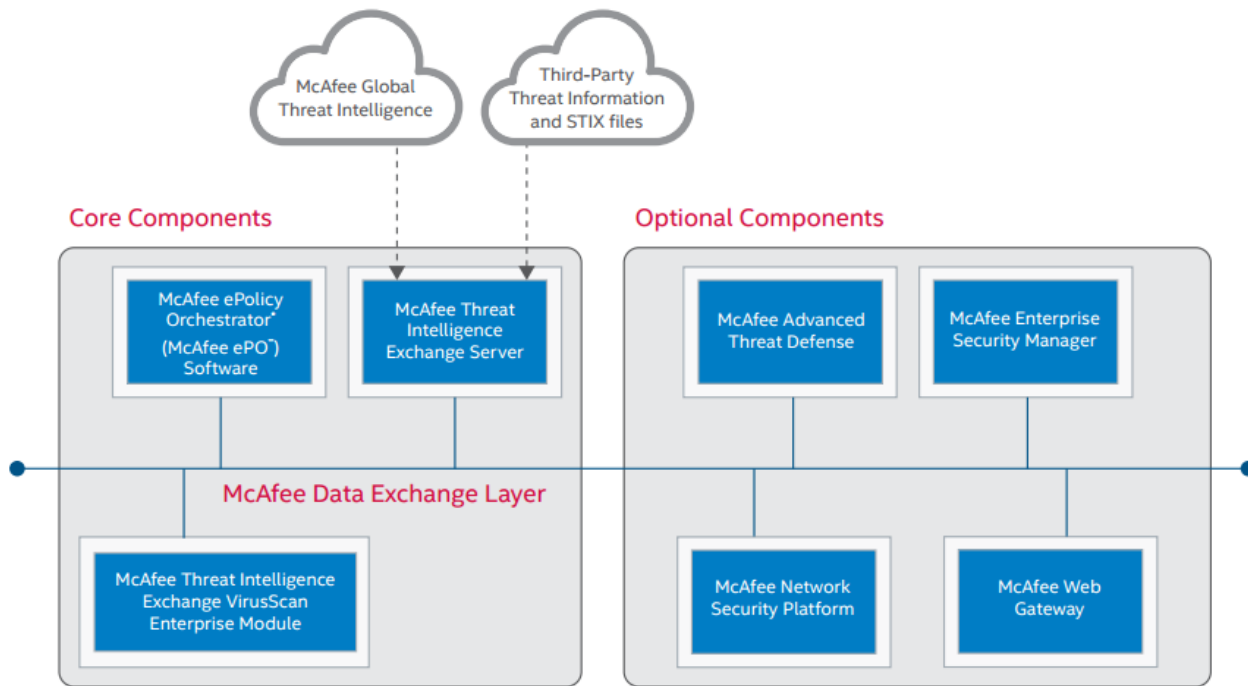 McAfee Global
Threat Intelligence
Third-Party
Threat Information
and STIX files
Core Components
Optional Components
McAfee ePolicy
Orchestrator*
(McAfee ePO™)
Software
McAfee Threat
Intelligence
Exchange Server
McAfee Advanced
Threat Defense
McAfee Enterprise
Security Manager
McAfee Data Exchange Layer
McAfee Threat Intelligence
Exchange VirusScan
Enterprise Module
McAfee Network
Security Platform
McAfee Web
Gateway